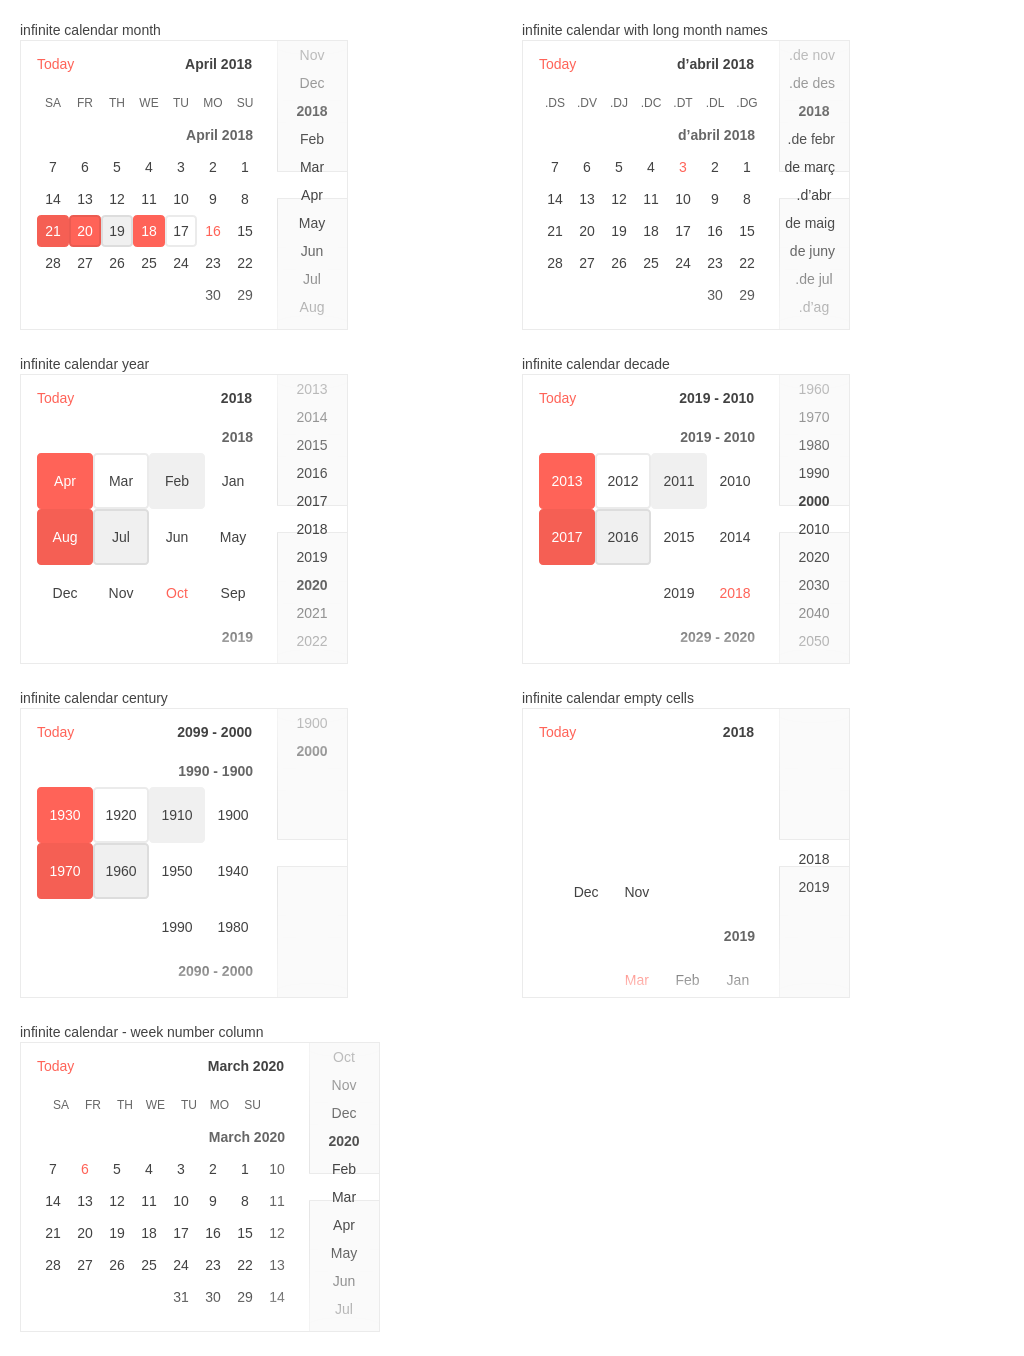 infinite calendar month
Today April 2018
SA FR TH WE TU MO SU
April 2018
7 6 5 4 3 2 1
14 13 12 11 10 9 8
21 20 19 18 17 16 15
28 27 26 25 24 23 22
30 29
Nov
Dec
2018
Feb
Mar
Apr
May
Jun
Jul
Aug
infinite calendar with long month names
Today d’abril 2018
.DS .DV .DJ .DC .DT .DL .DG
d’abril 2018
7 6 5 4 3 2 1
14 13 12 11 10 9 8
21 20 19 18 17 16 15
28 27 26 25 24 23 22
30 29
.de nov
.de des
2018
.de febr
de març
.d’abr
de maig
de juny
.de jul
.d’ag
infinite calendar year
Today 2018
2018
Apr Mar Feb Jan
Aug Jul Jun May
Dec Nov Oct Sep
2019
2013
2014
2015
2016
2017
2018
2019
2020
2021
2022
infinite calendar decade
Today 2019 - 2010
2019 - 2010
2013 2012 2011 2010
2017 2016 2015 2014
2019 2018
2029 - 2020
1960
1970
1980
1990
2000
2010
2020
2030
2040
2050
infinite calendar century
Today 2099 - 2000
1990 - 1900
1930 1920 1910 1900
1970 1960 1950 1940
1990 1980
2090 - 2000
1900
2000
infinite calendar empty cells
Today 2018
Dec Nov
2019
Mar Feb Jan
2018
2019
infinite calendar - week number column
Today March 2020
SA FR TH WE TU MO SU
March 2020
7 6 5 4 3 2 1 10
14 13 12 11 10 9 8 11
21 20 19 18 17 16 15 12
28 27 26 25 24 23 22 13
31 30 29 14
Oct
Nov
Dec
2020
Feb
Mar
Apr
May
Jun
Jul